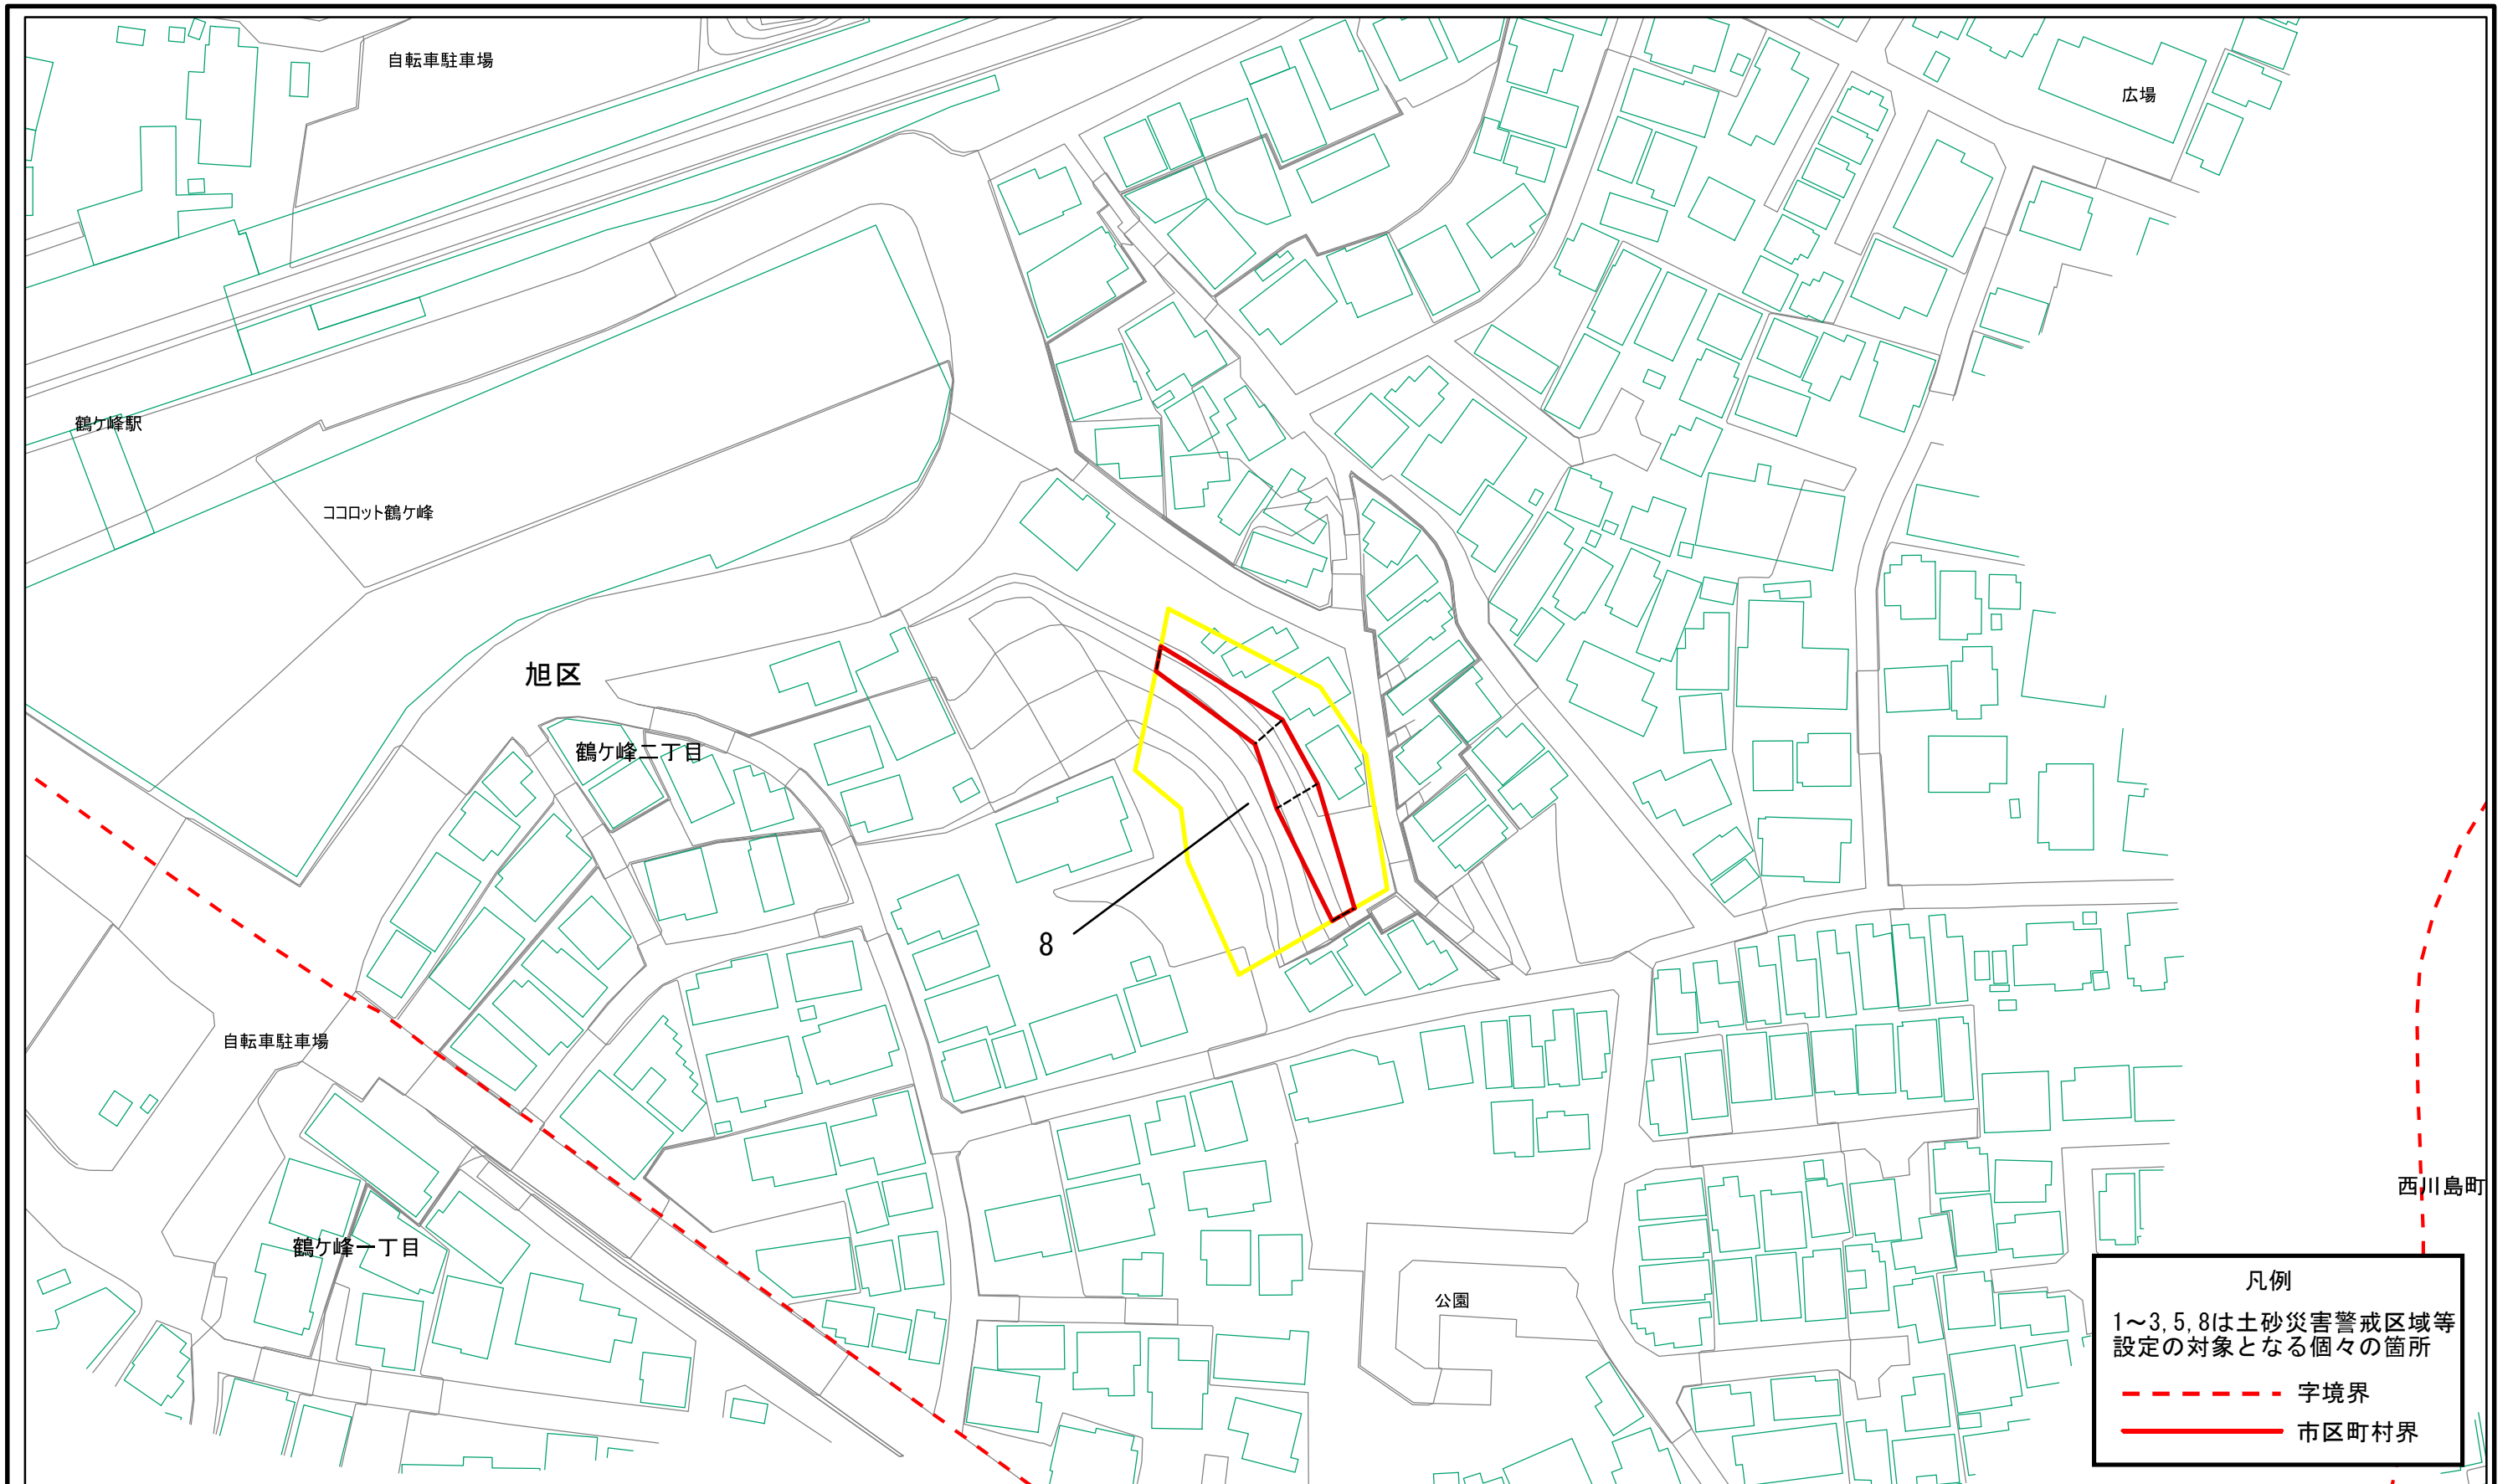 自転車駐車場
広場
鶴ケ峰駅
ココロット鶴ケ峰
旭区
鶴ケ峰二丁目
8
自転車駐車場
西川島町
鶴ケ峰一丁目
公園
凡例
1～3,5,8は土砂災害警戒区域等
設定の対象となる個々の箇所
字境界
市区町村界